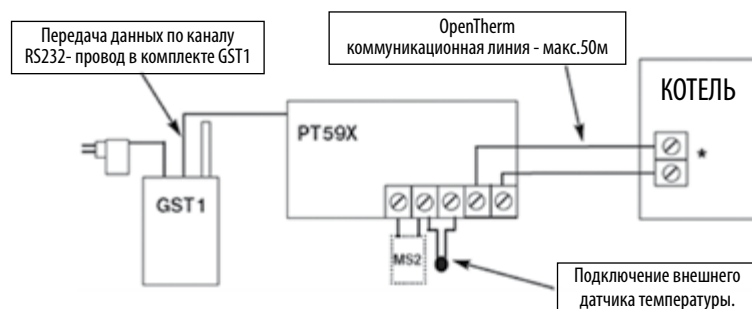 Передача данных по каналу
RS232- провод в комплекте GST1
OpenTherm
коммуникационная линия - макс.50м
КОТЕЛЬ
PT59X
*
GST1
MS2
Подключение внешнего
датчика температуры.